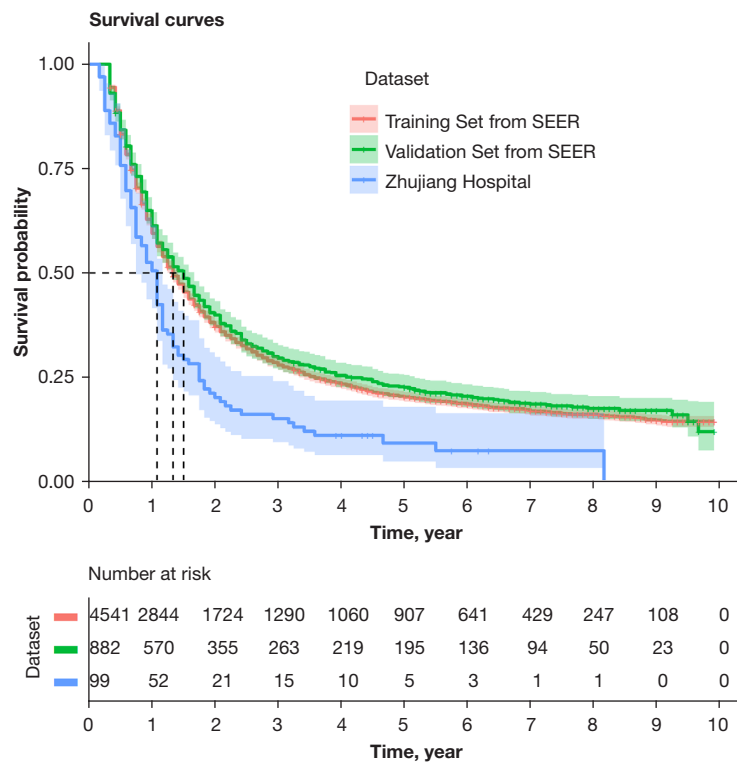 Survival curves
Dataset
Training Set from SEER
Validation Set from SEER
Zhujiang Hospital
Survival probability
1.00
0.75
0.50
0.25
0.00
0 1 2 3 4 5 6 7 8 9 10
Time, year
Number at risk
Dataset
4541 2844 1724 1290 1060 907 641 429 247 108 0
882 570 355 263 219 195 136 94 50 23 0
99 52 21 15 10 5 3 1 1 0 0
0 1 2 3 4 5 6 7 8 9 10
Time, year